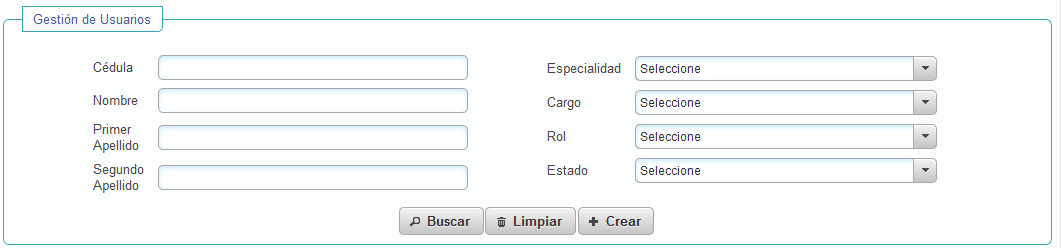 Gestión de Usuarios
Cédula
Nombre
Primer
Apellido
Segundo
Apellido
Especialidad Seleccione
Cargo Seleccione
Rol Seleccione
Estado Seleccione
Buscar Limpiar Crear